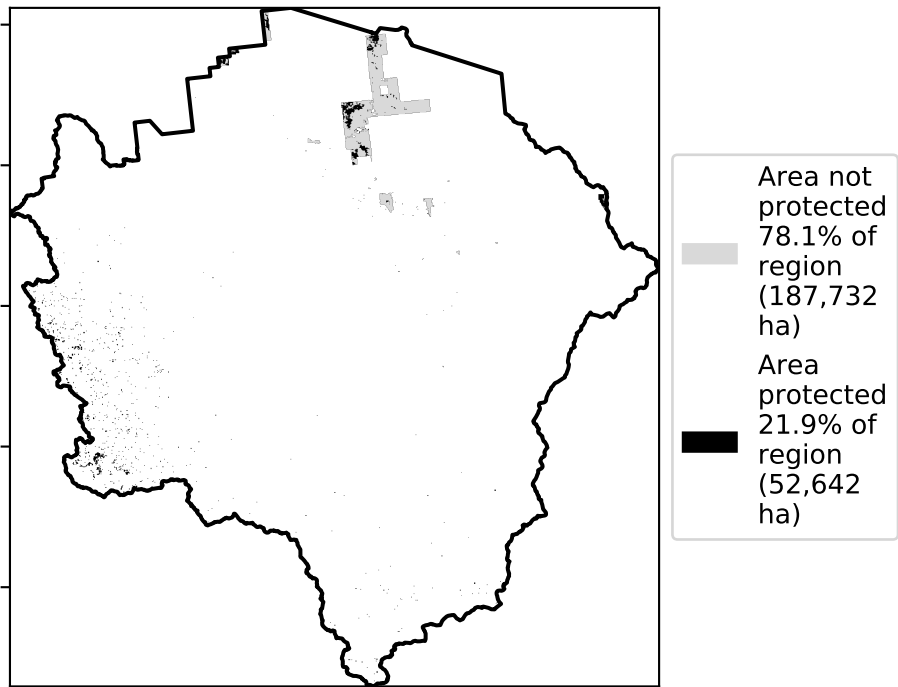 Area not
protected
78.1% of
region
(187,732
ha)
Area
protected
21.9% of
region
(52,642
ha)